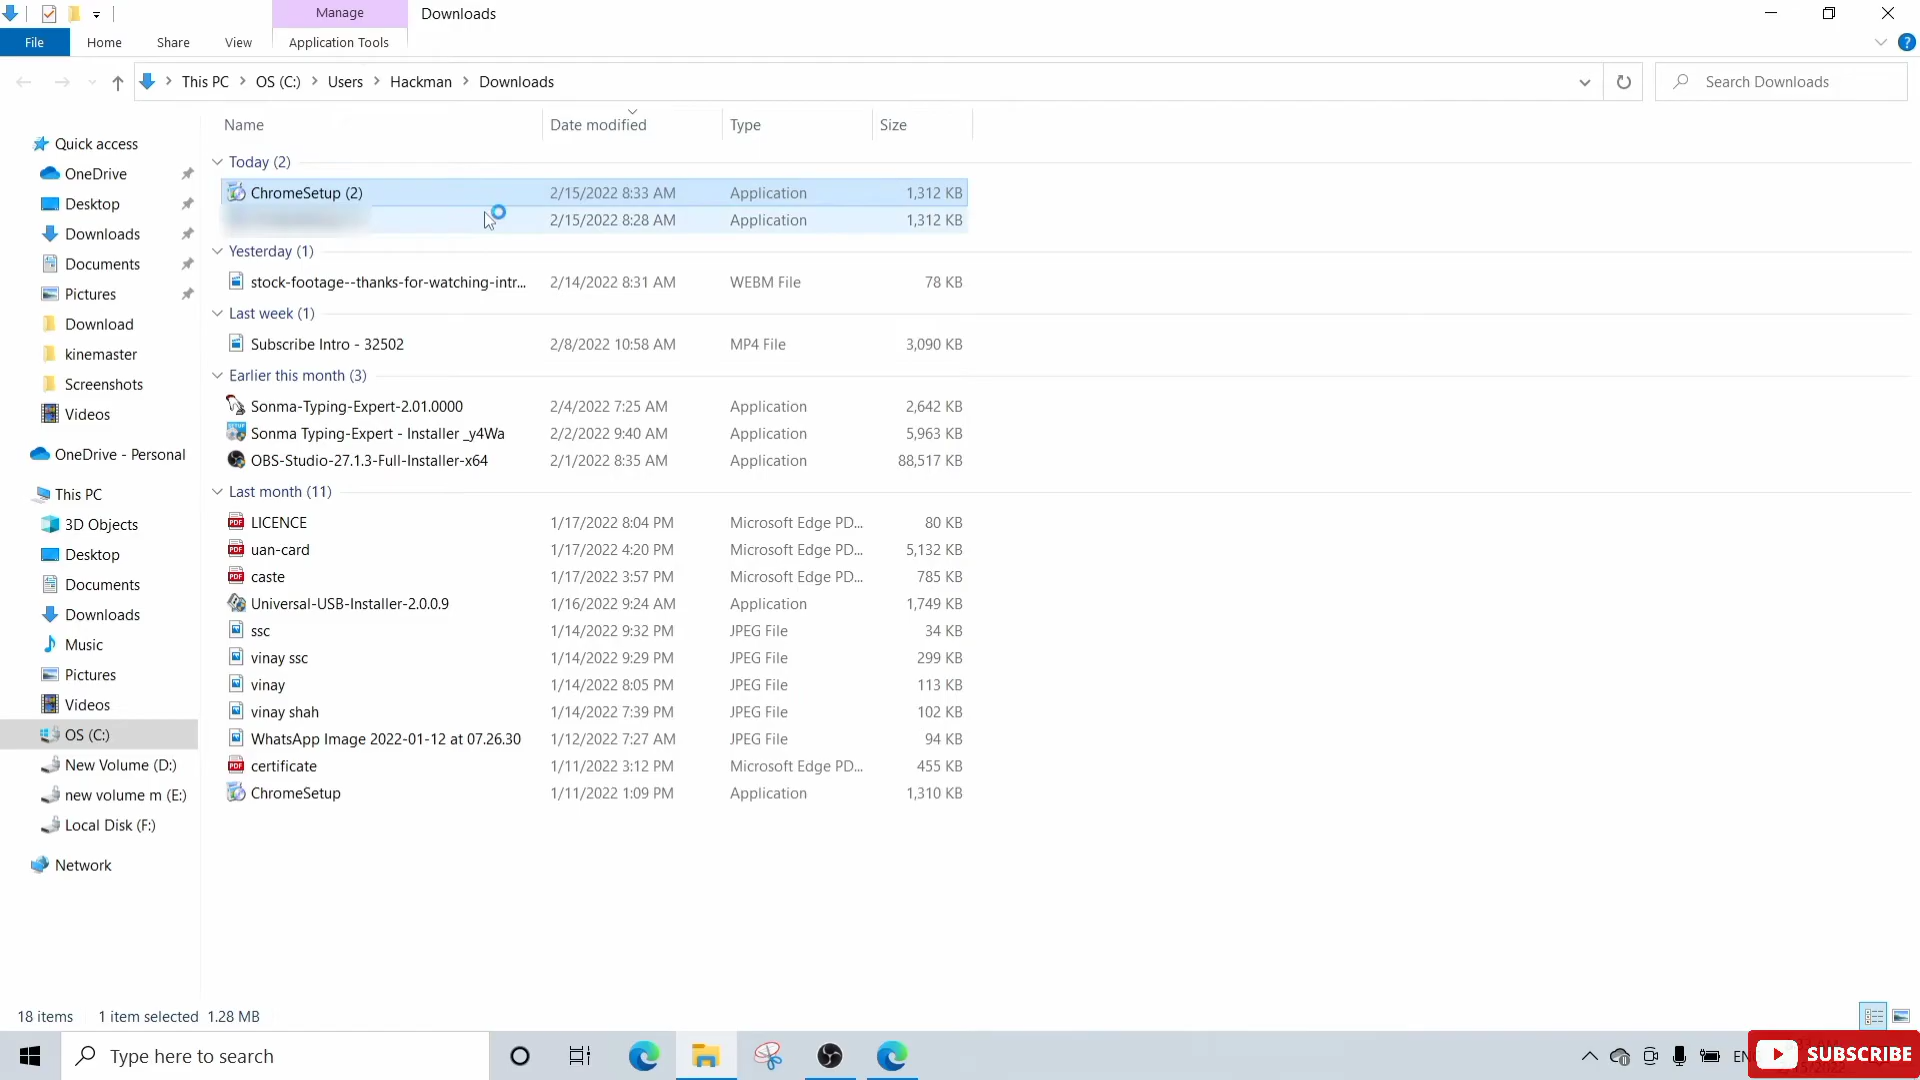 Manage
Downloads
File
Home
Share
View
Application Tools
This PC
OS (C:)
Users
Hackman
Downloads
Search Downloads
Name
Date modified
Type
Size
Quick access
OneDrive
Desktop
Downloads
Documents
Pictures
Download
kinemaster
Screenshots
Videos
OneDrive - Personal
This PC
3D Objects
Desktop
Documents
Downloads
Music
Pictures
Videos
OS (C:)
New Volume (D:)
new volume m (E:)
Local Disk (F:)
Network
Today (2)
ChromeSetup (2) 2/15/2022 8:33 AM Application 1,312 KB
2/15/2022 8:28 AM Application 1,312 KB
Yesterday (1)
stock-footage--thanks-for-watching-intr... 2/14/2022 8:31 AM WEBM File 78 KB
Last week (1)
Subscribe Intro - 32502 2/8/2022 10:58 AM MP4 File 3,090 KB
Earlier this month (3)
Sonma-Typing-Expert-2.01.0000 2/4/2022 7:25 AM Application 2,642 KB
Sonma Typing-Expert - Installer _y4Wa 2/2/2022 9:40 AM Application 5,963 KB
OBS-Studio-27.1.3-Full-Installer-x64 2/1/2022 8:35 AM Application 88,517 KB
Last month (11)
LICENCE 1/17/2022 8:04 PM Microsoft Edge PD... 80 KB
uan-card 1/17/2022 4:20 PM Microsoft Edge PD... 5,132 KB
caste 1/17/2022 3:57 PM Microsoft Edge PD... 785 KB
Universal-USB-Installer-2.0.0.9 1/16/2022 9:24 AM Application 1,749 KB
ssc 1/14/2022 9:32 PM JPEG File 34 KB
vinay ssc 1/14/2022 9:29 PM JPEG File 299 KB
vinay 1/14/2022 8:05 PM JPEG File 113 KB
vinay shah 1/14/2022 7:39 PM JPEG File 102 KB
WhatsApp Image 2022-01-12 at 07.26.30 1/12/2022 7:27 AM JPEG File 94 KB
certificate 1/11/2022 3:12 PM Microsoft Edge PD... 455 KB
ChromeSetup 1/11/2022 1:09 PM Application 1,310 KB
18 items 1 item selected 1.28 MB
Type here to search
SUBSCRIBE